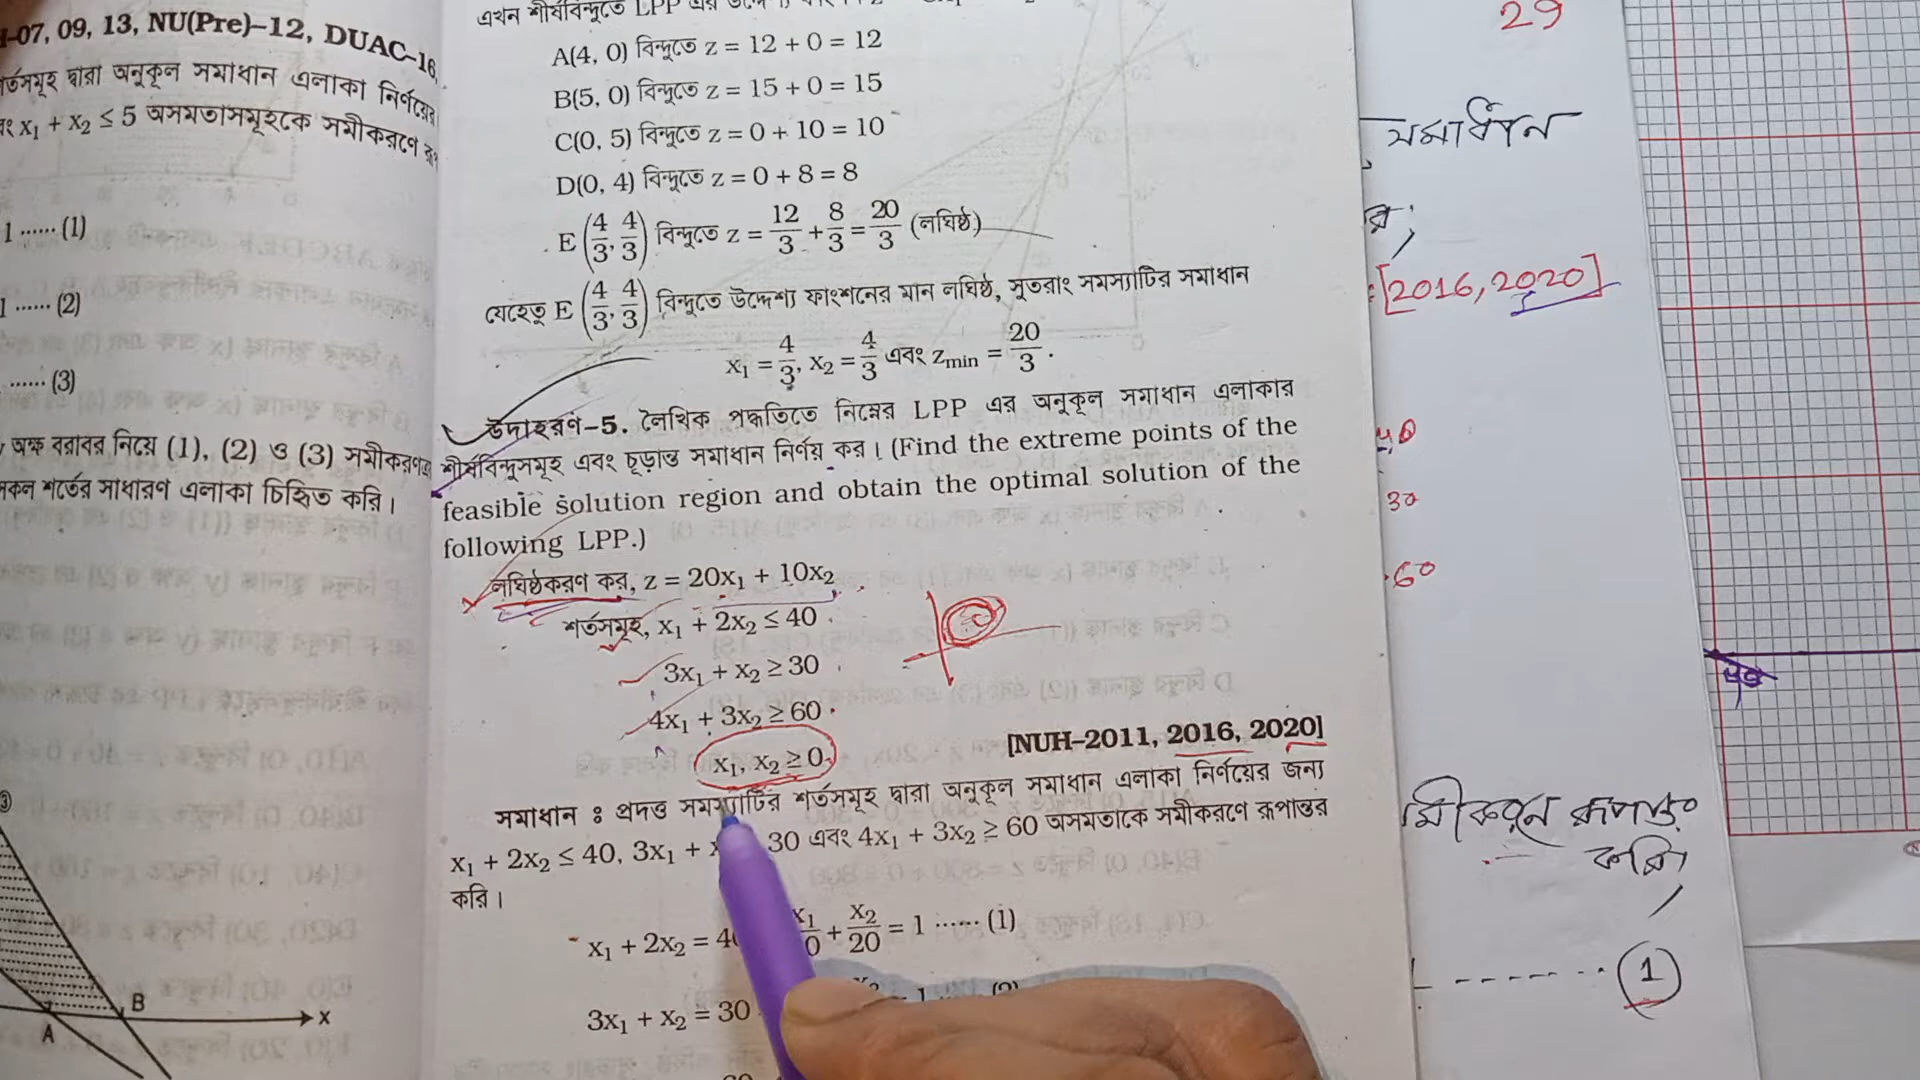 H-07, 09, 13, NU(Pre)-12, DUAC-16,
র্তসমূহ দ্বারা অনুকূল সমাধান এলাকা নির্ণয়ের
বং x₁ + x₂ ≤ 5 অসমতাসমূহকে সমীকরণে
1 ...... (1)
1 ...... (2)
...... (3)
অক্ষ বরাবর নিয়ে (1), (2) ও (3) সমীকরণ
সকল শর্তের সাধারণ এলাকা চিহ্নিত করি।
B
A
x
এখন শীর্ষবিন্দুতে LPP এর
A(4, 0) বিন্দুতে z = 12 + 0 = 12
B(5, 0) বিন্দুতে z = 15 + 0 = 15
C(0, 5) বিন্দুতে z = 0 + 10 = 10
D(0, 4) বিন্দুতে z = 0 + 8 = 8
E (4/3, 4/3) বিন্দুতে z = 12/3 + 8/3 = 20/3 (লঘিষ্ঠ)
যেহেতু E (4/3, 4/3) বিন্দুতে উদ্দেশ্য ফাংশনের মান লঘিষ্ঠ, সুতরাং সমস্যাটির সমাধান
x₁ = 4/3, x₂ = 4/3 এবং z_min = 20/3 .
উদাহরণ-5. লৈখিক পদ্ধতিতে নিম্নের LPP এর অনুকূল সমাধান এলাকার
শীর্ষবিন্দুসমূহ এবং চূড়ান্ত সমাধান নির্ণয় কর। (Find the extreme points of the
feasible solution region and obtain the optimal solution of the
following LPP.)
লঘিষ্ঠকরণ কর, z = 20x₁ + 10x₂
শর্তসমূহ, x₁ + 2x₂ ≤ 40
3x₁ + x₂ ≥ 30
4x₁ + 3x₂ ≥ 60
x₁, x₂ ≥ 0
[NUH-2011, 2016, 2020]
সমাধান ঃ প্রদত্ত সমস্যাটির শর্তসমূহ দ্বারা অনুকূল সমাধান এলাকা নির্ণয়ের জন্য
x₁ + 2x₂ ≤ 40, 3x₁ + 30 এবং 4x₁ + 3x₂ ≥ 60 অসমতাকে সমীকরণে রূপান্তর
করি।
x₁ + 2x₂ = 4 x₁/0 + x₂/20 = 1 ...... (1)
3x₁ + x₂ = 30
29
সমাধান
[2016, 2020]
40
30
60
রূপান্তর
করি,
(1)